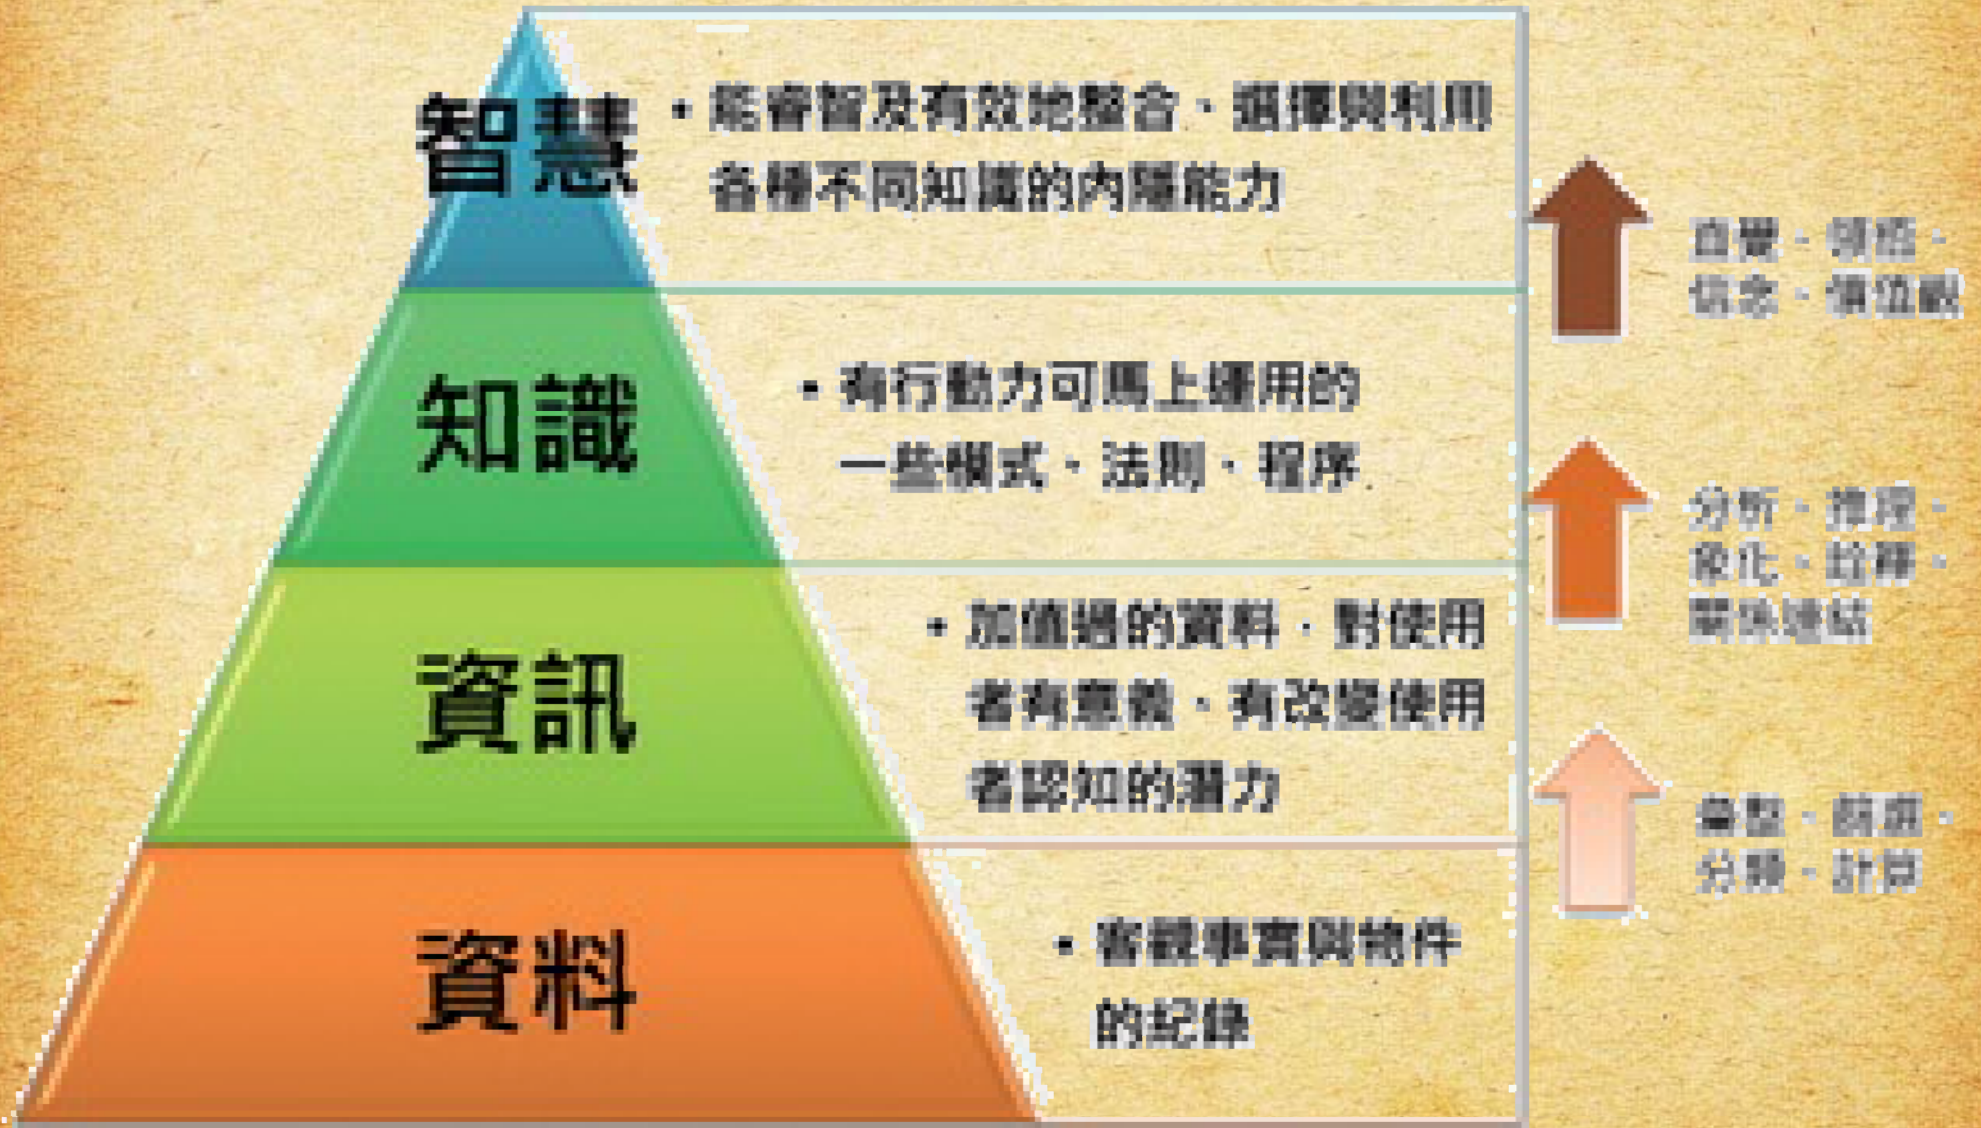 智慧
• 能睿智及有效地整合、選擇與利用
各種不同知識的內隱能力
直覺、領悟、
信念、價值觀
知識
• 有行動力可馬上運用的
一些模式、法則、程序
分析、推理、
象化、詮釋、
關係連結
資訊
• 加值過的資料，對使用
者有意義、有改變使用
者認知的潛力
彙整、篩選、
分類、計算
資料
• 客觀事實與物件
的紀錄